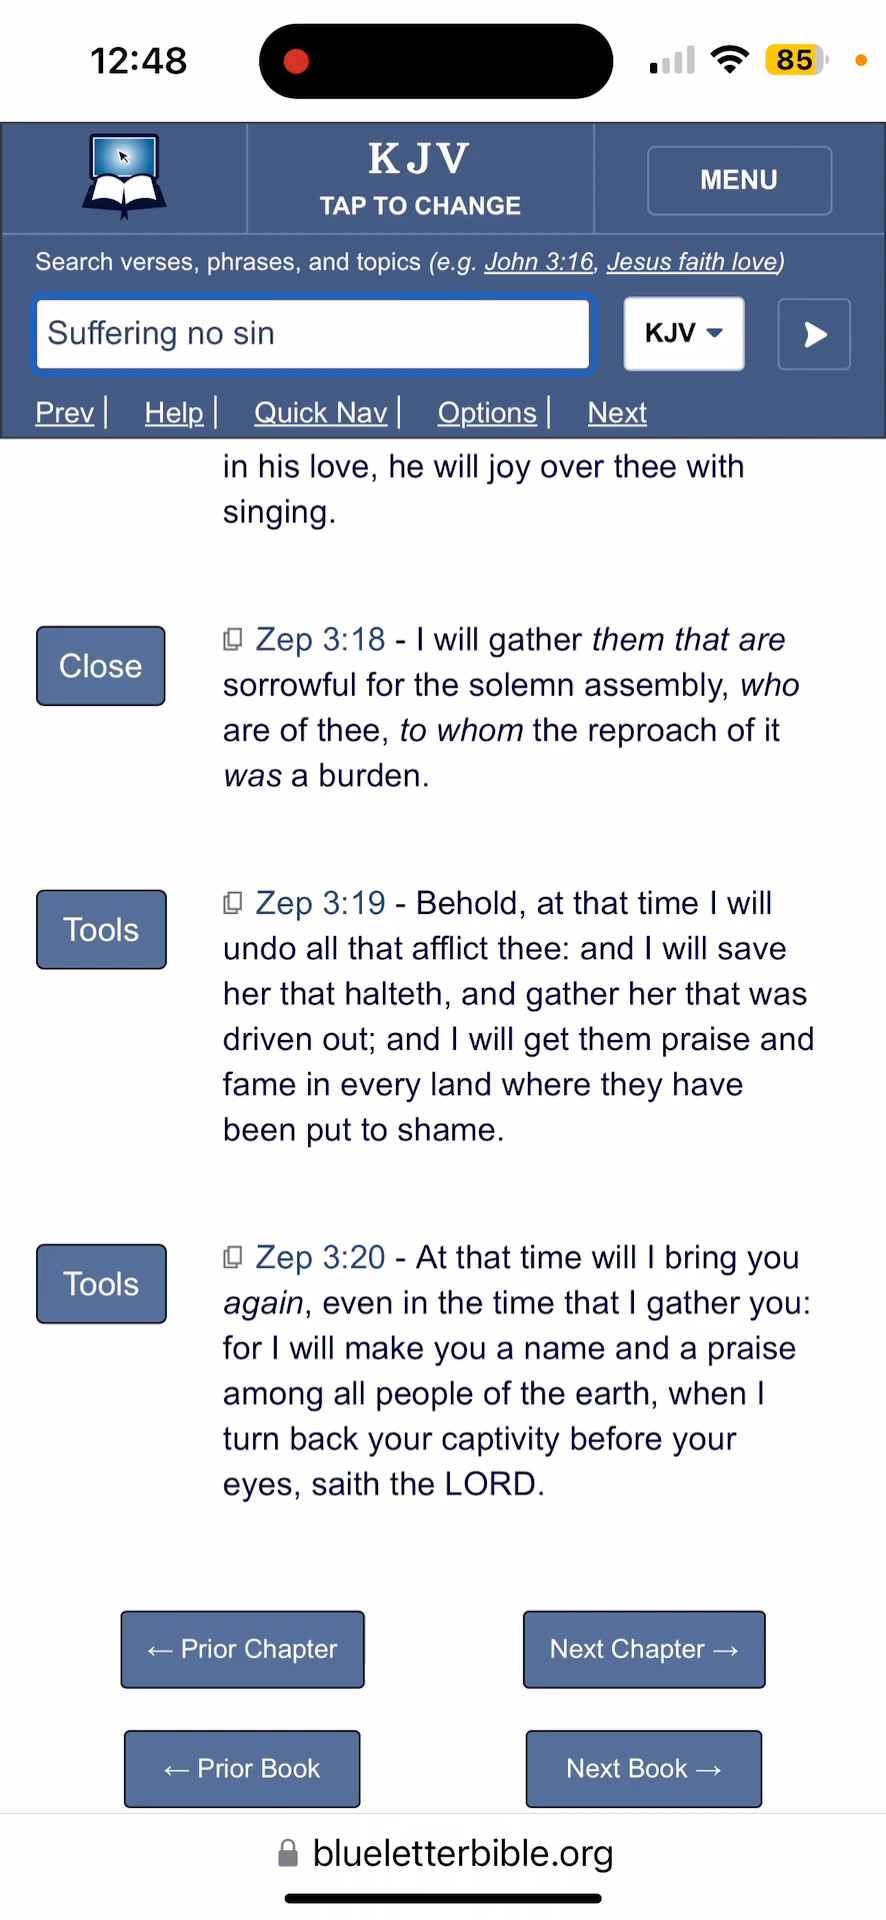 12:48
85
KJV
TAP TO CHANGE
MENU
Search verses, phrases, and topics (e.g. John 3:16, Jesus faith love)
Suffering no sin
KJV
Prev | Help | Quick Nav | Options | Next
in his love, he will joy over thee with
singing.
Close
Zep 3:18 - I will gather them that are
sorrowful for the solemn assembly, who
are of thee, to whom the reproach of it
was a burden.
Tools
Zep 3:19 - Behold, at that time I will
undo all that afflict thee: and I will save
her that halteth, and gather her that was
driven out; and I will get them praise and
fame in every land where they have
been put to shame.
Tools
Zep 3:20 - At that time will I bring you
again, even in the time that I gather you:
for I will make you a name and a praise
among all people of the earth, when I
turn back your captivity before your
eyes, saith the LORD.
← Prior Chapter
Next Chapter →
← Prior Book
Next Book →
blueletterbible.org